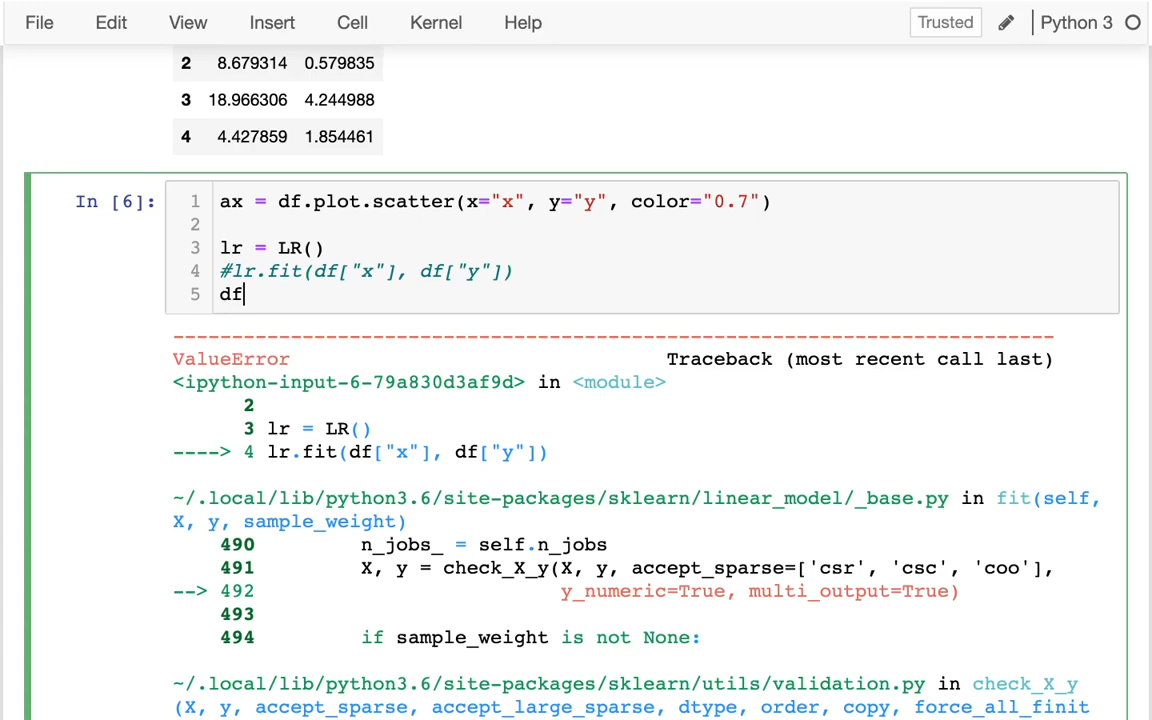 File Edit View Insert Cell Kernel Help Trusted Python 3
2 8.679314 0.579835
3 18.966306 4.244988
4 4.427859 1.854461
In [6]: 1 ax = df.plot.scatter(x="x", y="y", color="0.7")
2
3 lr = LR()
4 #lr.fit(df["x"], df["y"])
5 df
---------------------------------------------------------------------------
ValueError Traceback (most recent call last)
<ipython-input-6-79a830d3af9d> in <module>
2
3 lr = LR()
----> 4 lr.fit(df["x"], df["y"])
~/.local/lib/python3.6/site-packages/sklearn/linear_model/_base.py in fit(self,
X, y, sample_weight)
490 n_jobs_ = self.n_jobs
491 X, y = check_X_y(X, y, accept_sparse=['csr', 'csc', 'coo'],
--> 492 y_numeric=True, multi_output=True)
493
494 if sample_weight is not None:
~/.local/lib/python3.6/site-packages/sklearn/utils/validation.py in check_X_y
(X, y, accept_sparse, accept_large_sparse, dtype, order, copy, force_all_finit